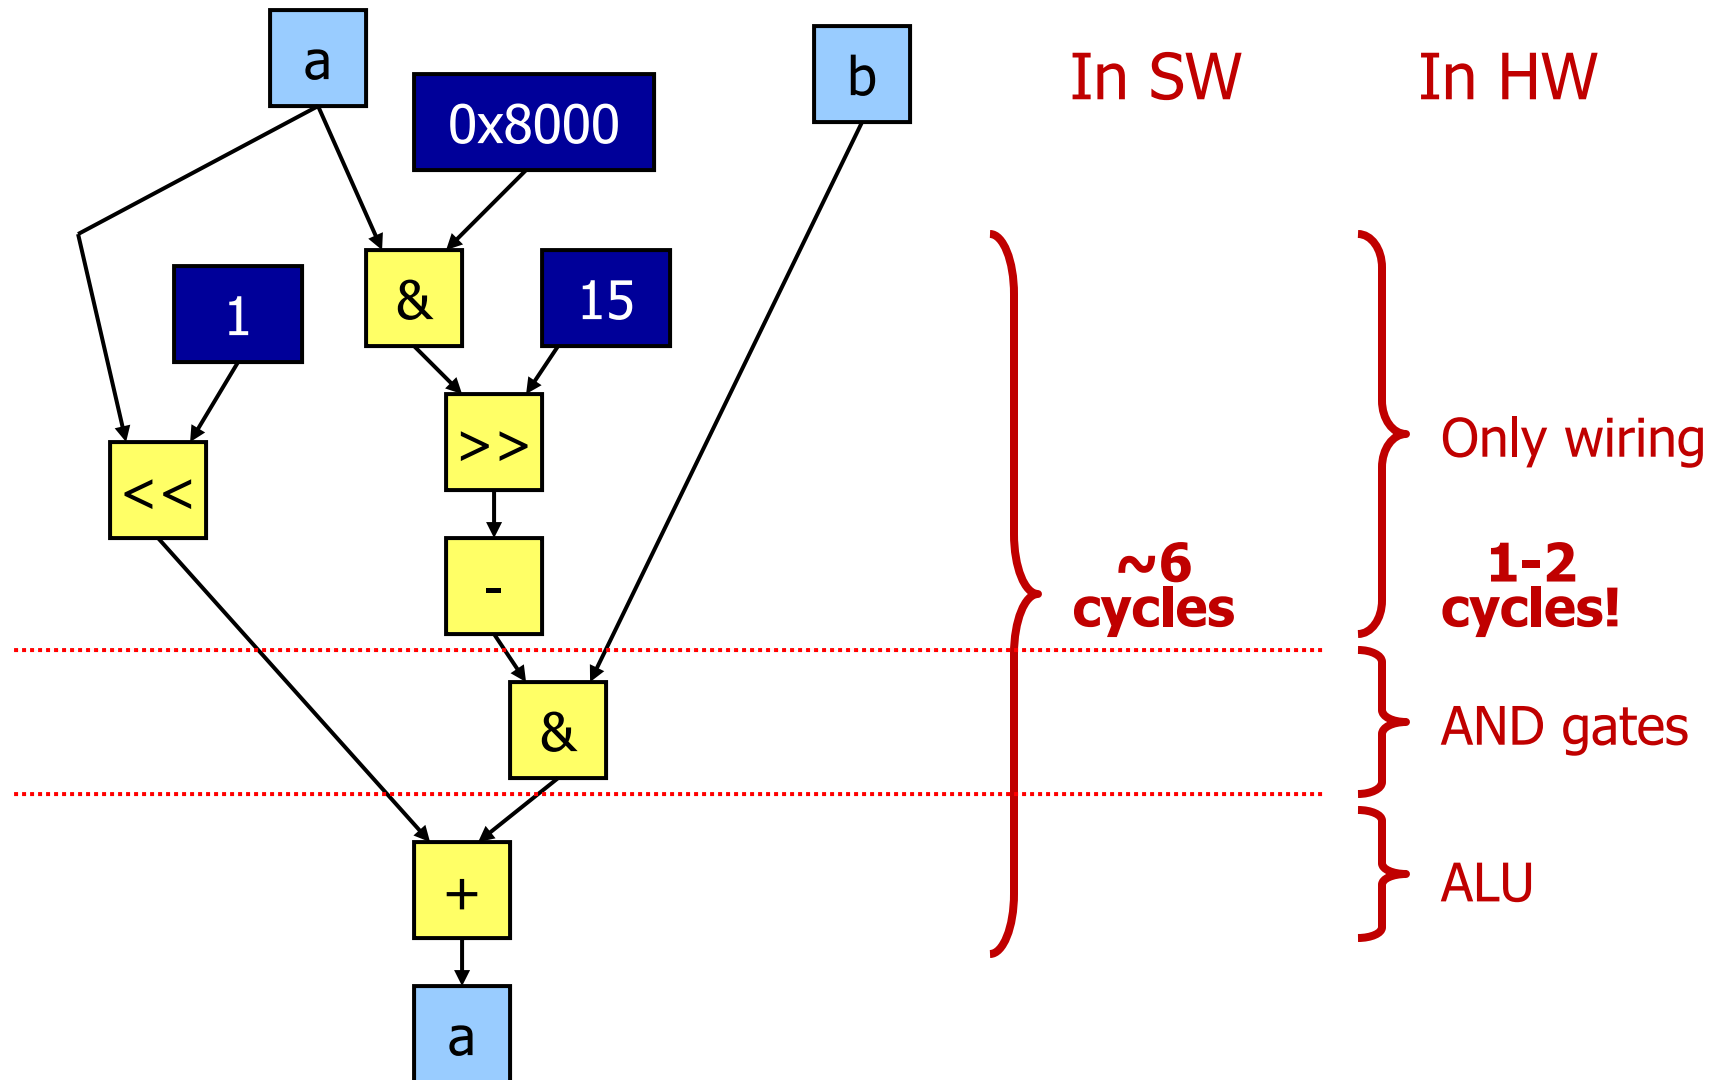 a
0x8000
b
In SW
In HW
1
&
15
>>
<<
Only wiring
-
~6
cycles
1-2
cycles!
&
AND gates
+
ALU
a